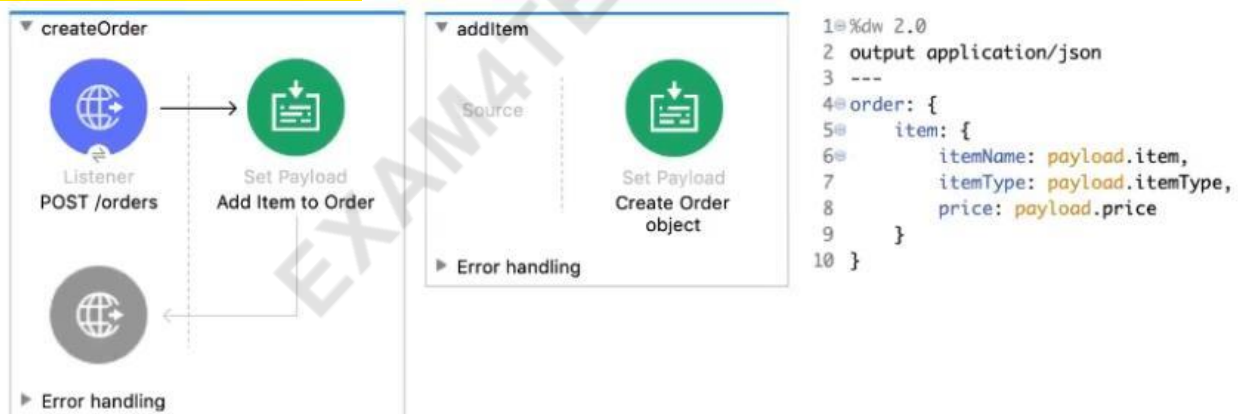 createOrder
Listener
POST /orders
Set Payload
Add Item to Order
Error handling
addItem
Source
Set Payload
Create Order
object
Error handling
1 %dw 2.0
2 output application/json
3 ---
4 order: {
5 item: {
6 itemName: payload.item,
7 itemType: payload.itemType,
8 price: payload.price
9 }
10 }
EXAM4TE